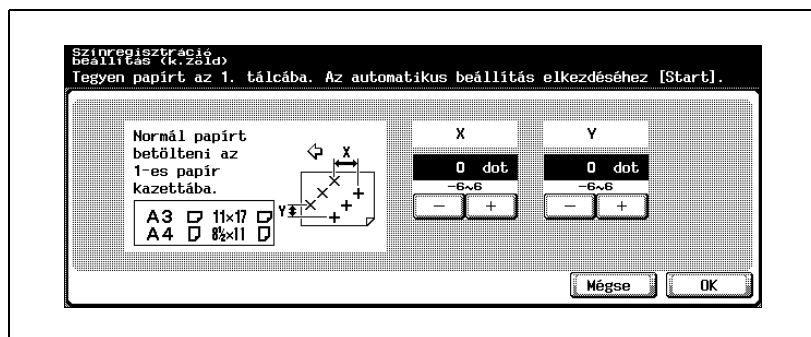 Színregisztráció
beállítás (k.zöld)
Tegyen papírt az 1. tálcába. Az automatikus beállítás elkezdéséhez [Start].
Normál papírt
betölteni az
1-es papír
kazettába.
A3 11×17
A4 8½×11
X
Y
X
0 dot
-6~6
- +
Y
0 dot
-6~6
- +
Mégse
OK